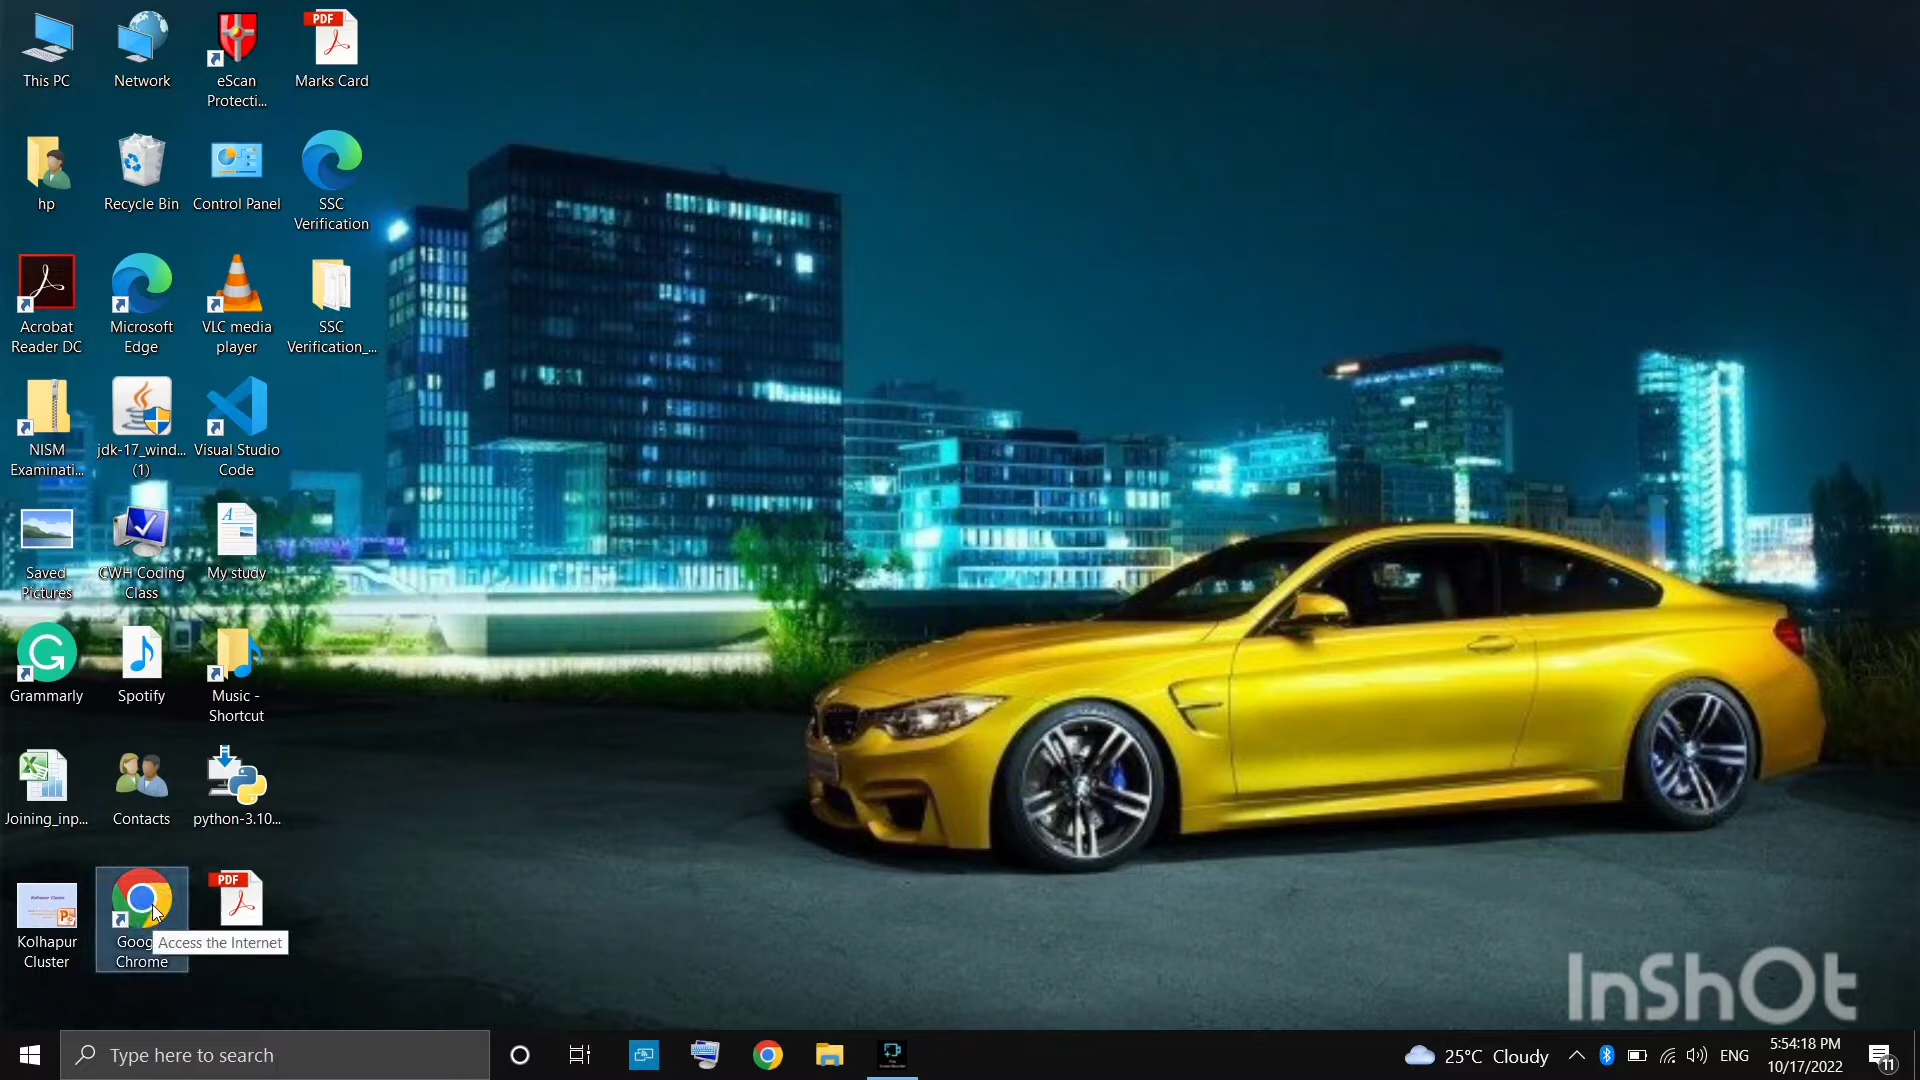 This PC
Network
eScan
Protecti...
PDF
Marks Card
hp
Recycle Bin
Control Panel
SSC
Verification
Acrobat
Reader DC
Microsoft
Edge
VLC media
player
SSC
Verification_...
NISM
Examinati...
jdk-17_wind...
(1)
Visual Studio
Code
Saved
Pictures
CWH Coding
Class
My study
Grammarly
Spotify
Music -
Shortcut
Joining_inp...
Contacts
python-3.10...
Kolhapur Cluster
Kolhapur
Cluster
Goog
Chrome
PDF
Access the Internet
InShOt
Type here to search
25°C Cloudy
ENG
5:54:18 PM
10/17/2022
11